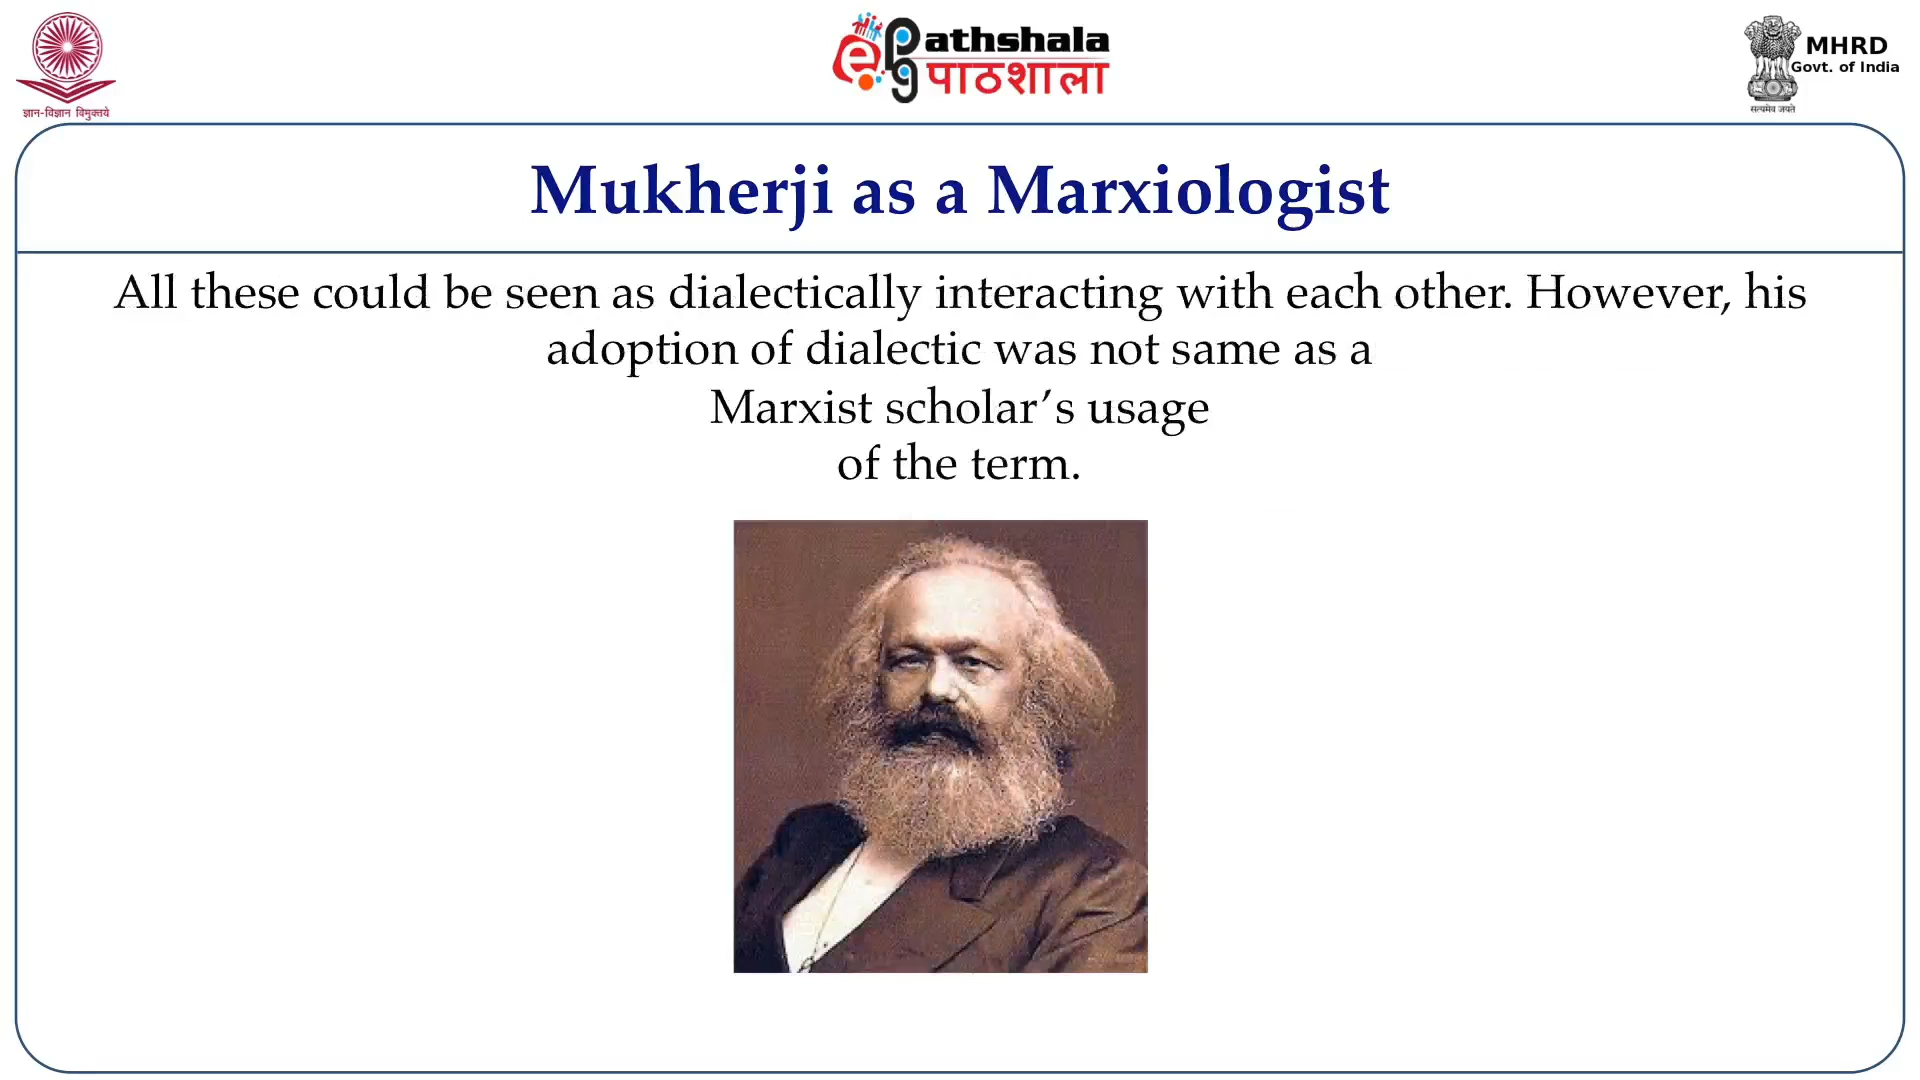 ज्ञान-विज्ञान विमुक्तये
ePG Pathshala
पाठशाला
MHRD
Govt. of India
सत्यमेव जयते
Mukherji as a Marxiologist
All these could be seen as dialectically interacting with each other. However, his
adoption of dialectic was not same as a
Marxist scholar’s usage
of the term.